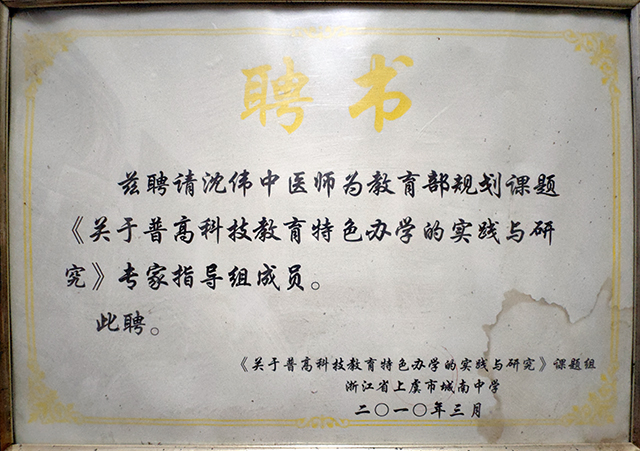 聘书
兹聘请沈伟中医师为教育部规划课题
《关于普高科技教育特色办学的实践与研
究》专家指导组成员。
此聘。
《关于普高科技教育特色办学的实践与研究》课题组
浙江省上虞市城南中学
二〇一〇年三月